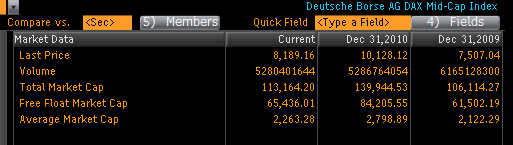 Deutsche Borse AG DAX Mid-Cap Index
Compare vs. <Sec> 5) Members Quick Field <Type a Field> 4) Fields
Market Data Current Dec 31,2010 Dec 31,2009
Last Price 8,189.16 10,128.12 7,507.04
Volume 5280401644 5286764054 6165128300
Total Market Cap 113,164.20 139,944.53 106,114.27
Free Float Market Cap 65,436.01 84,205.55 61,502.19
Average Market Cap 2,263.28 2,798.89 2,122.29